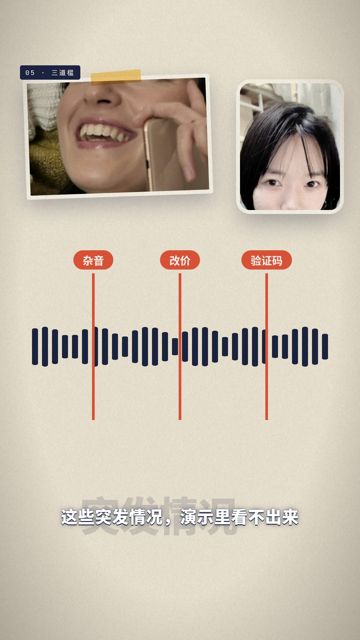 05 · 三道槛
杂音
改价
验证码
突发情况
这些突发情况，演示里看不出来